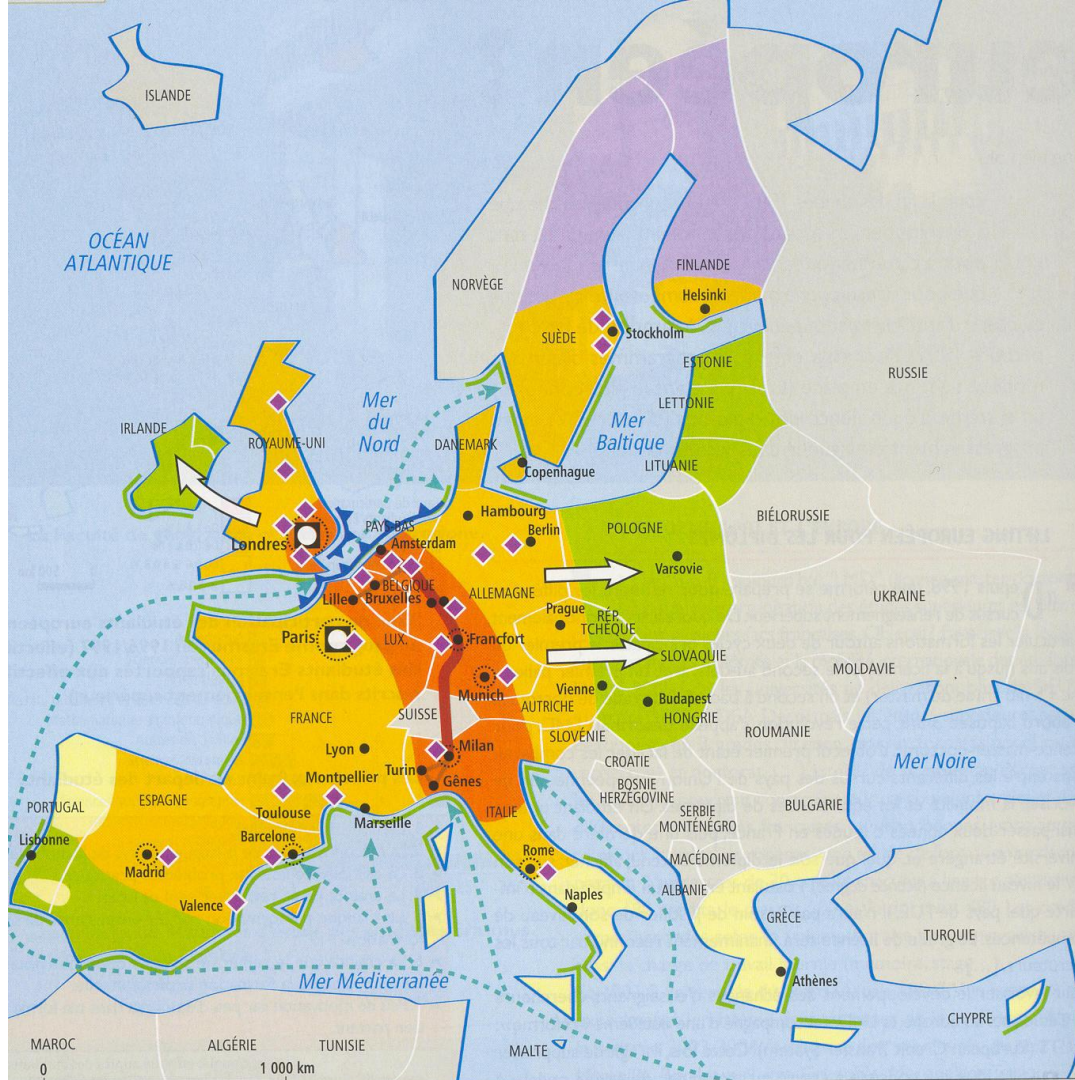 ISLANDE
OCÉAN
ATLANTIQUE
NORVÈGE
FINLANDE
Helsinki
SUÈDE
Stockholm
ESTONIE
RUSSIE
LETTONIE
Mer
du
Nord
Mer
Baltique
IRLANDE
ROYAUME-UNI
DANEMARK
LITUANIE
Copenhague
Hambourg
BIÉLORUSSIE
PAYS-BAS
POLOGNE
Berlin
Londres
Amsterdam
Varsovie
BELGIQUE
ALLEMAGNE
UKRAINE
Lille
Bruxelles
Prague
RÉP.
TCHÈQUE
Paris
LUX.
Francfort
SLOVAQUIE
MOLDAVIE
Munich
Vienne
Budapest
AUTRICHE
HONGRIE
FRANCE
SUISSE
SLOVÉNIE
ROUMANIE
Lyon
Milan
CROATIE
Mer Noire
Turin
Montpellier
Gênes
BOSNIE
HERZÉGOVINE
PORTUGAL
ESPAGNE
Toulouse
Marseille
ITALIE
SERBIE
MONTÉNÉGRO
BULGARIE
Lisbonne
Barcelone
Rome
MACÉDOINE
Madrid
ALBANIE
Naples
Valence
GRÈCE
TURQUIE
Mer Méditerranée
Athènes
CHYPRE
MAROC
ALGÉRIE
TUNISIE
MALTE
0
1 000 km